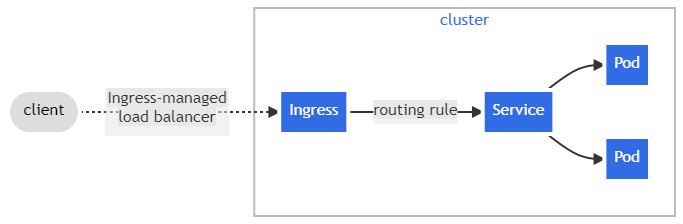 cluster
client
Ingress-managed
load balancer
Ingress
routing rule
Service
Pod
Pod